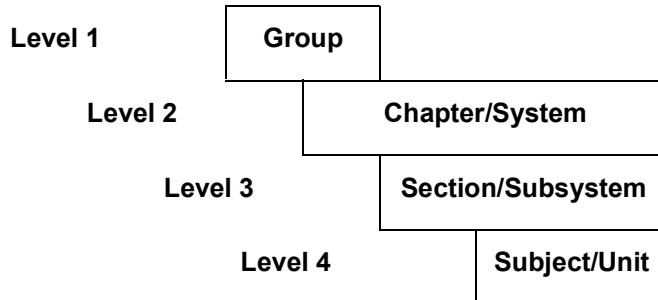 Level 1 Group
Level 2 Chapter/System
Level 3 Section/Subsystem
Level 4 Subject/Unit